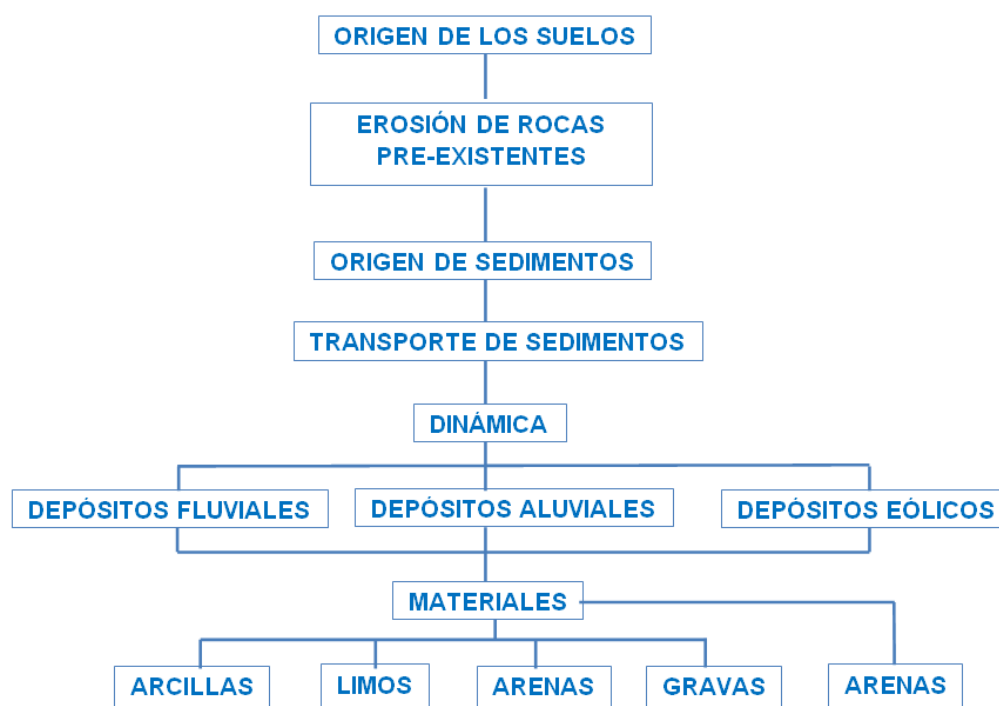 ORIGEN DE LOS SUELOS
EROSIÓN DE ROCAS
PRE-EXISTENTES
ORIGEN DE SEDIMENTOS
TRANSPORTE DE SEDIMENTOS
DINÁMICA
DEPÓSITOS FLUVIALES
DEPÓSITOS ALUVIALES
DEPÓSITOS EÓLICOS
MATERIALES
ARCILLAS
LIMOS
ARENAS
GRAVAS
ARENAS